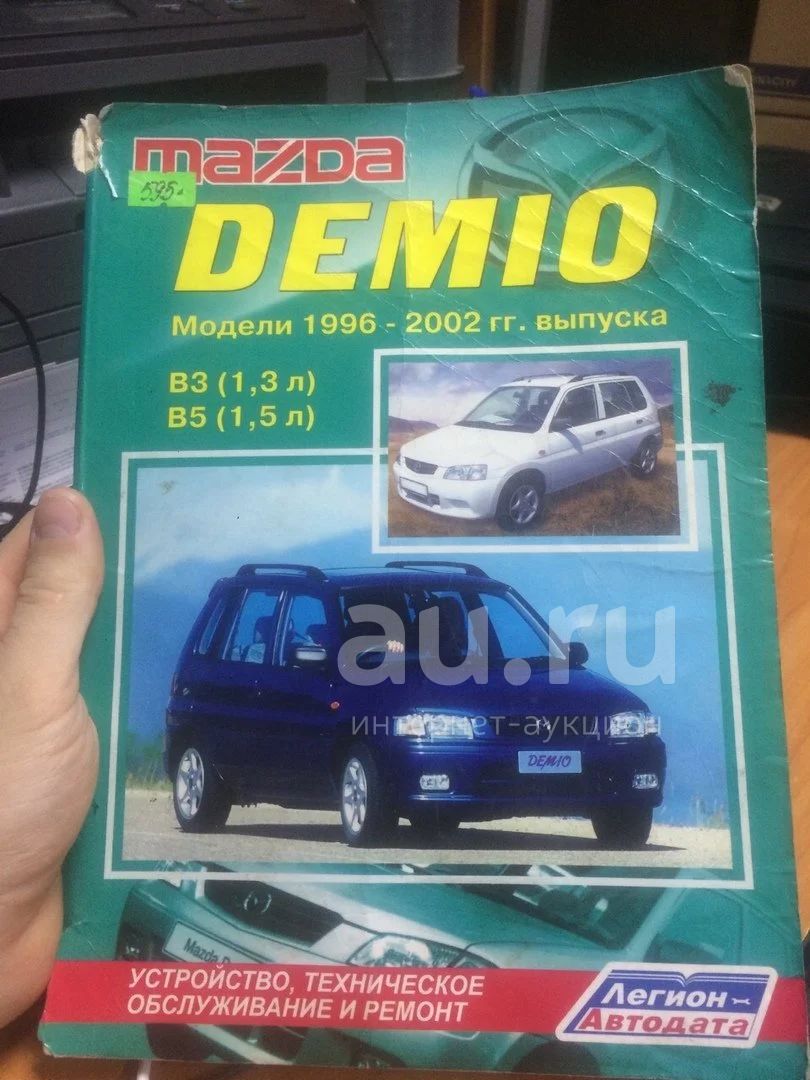 mazda
595-
DEMIO
Модели 1996 - 2002 гг. выпуска
B3 (1,3 л)
B5 (1,5 л)
au.ru
интернет-аукцион
DEMIO
Mazda D
УСТРОЙСТВО, ТЕХНИЧЕСКОЕ
ОБСЛУЖИВАНИЕ И РЕМОНТ
Легион-
Автодата